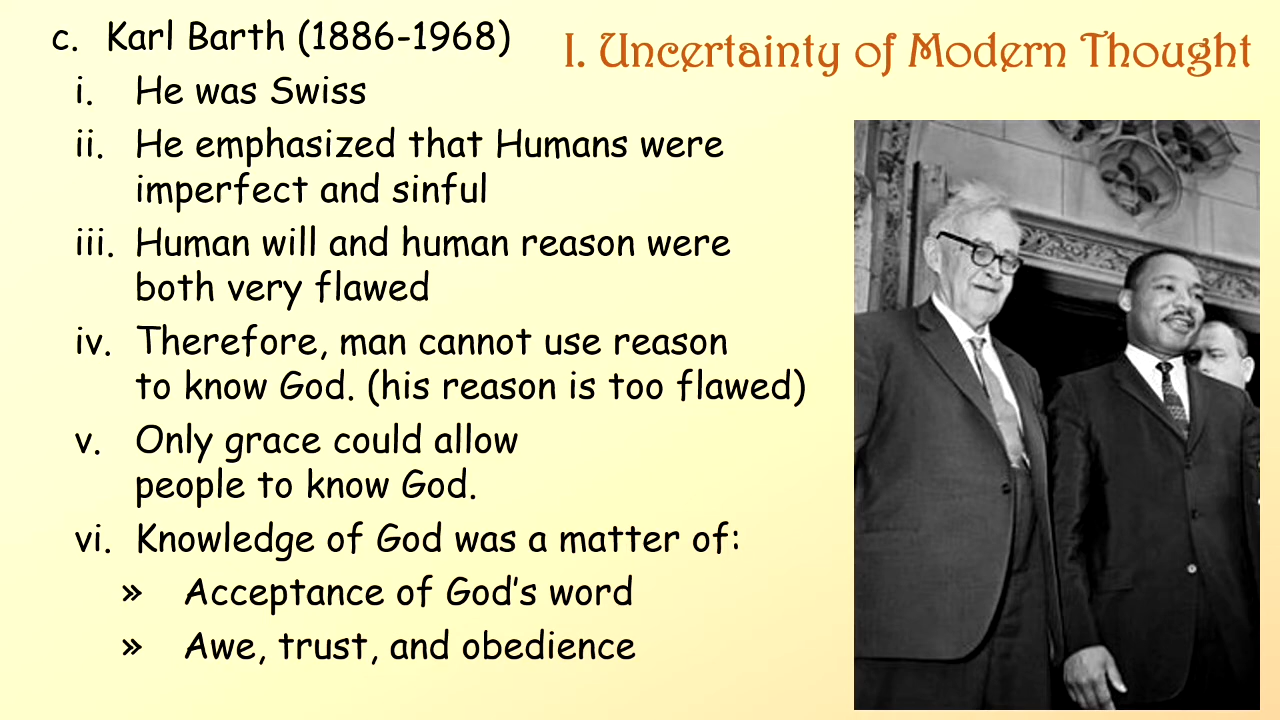 I. Uncertainty of Modern Thought
c. Karl Barth (1886-1968)
i. He was Swiss
ii. He emphasized that Humans were
imperfect and sinful
iii. Human will and human reason were
both very flawed
iv. Therefore, man cannot use reason
to know God. (his reason is too flawed)
v. Only grace could allow
people to know God.
vi. Knowledge of God was a matter of:
» Acceptance of God's word
» Awe, trust, and obedience